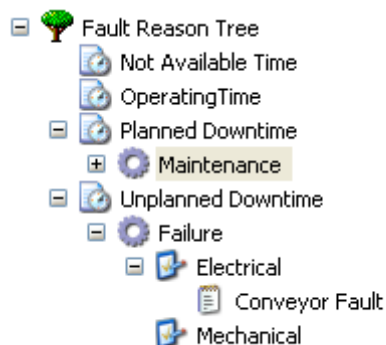 Fault Reason Tree
Not Available Time
OperatingTime
Planned Downtime
Maintenance
Unplanned Downtime
Failure
Electrical
Conveyor Fault
Mechanical